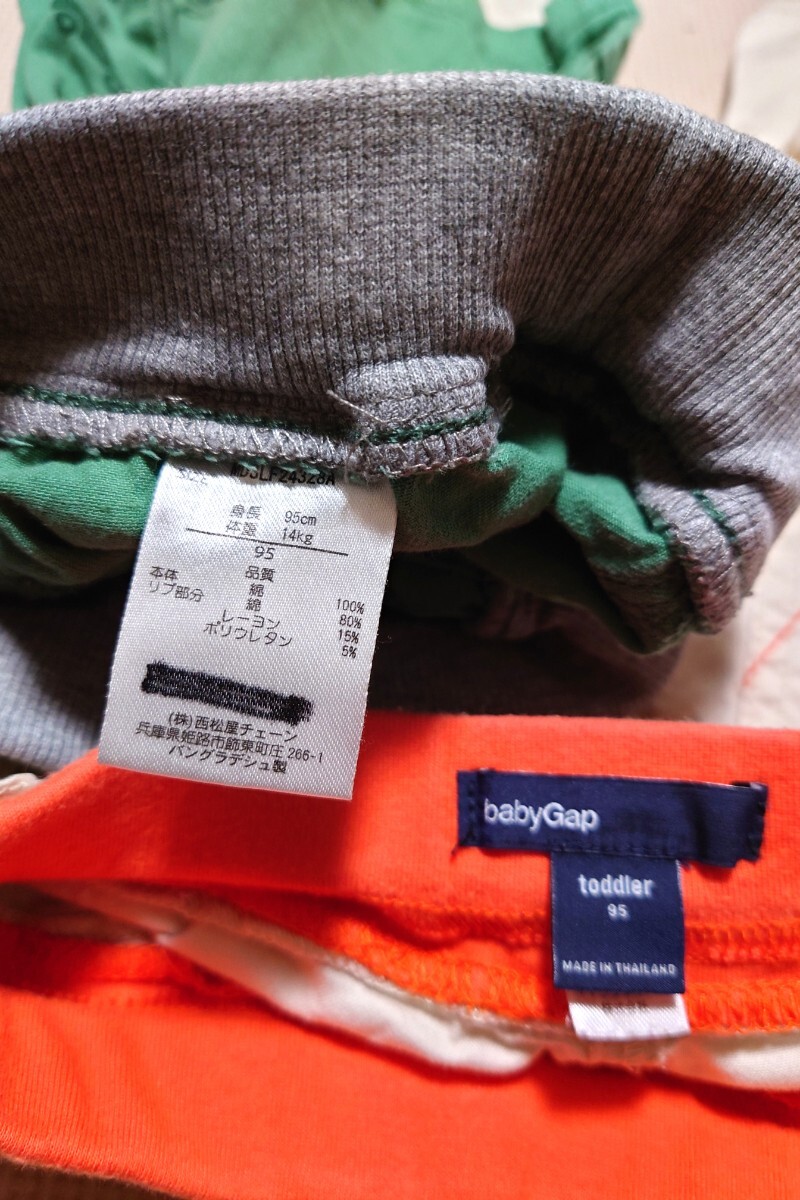 SIZE
身長 95cm
体重 14kg
95
品質
本体 綿 100%
リブ部分 綿 80%
レーヨン 15%
ポリウレタン 5%
(株)西松屋チェーン
兵庫県姫路市飾東町庄 266-1
バングラデシュ製
babyGap
toddler
95
MADE IN THAILAND